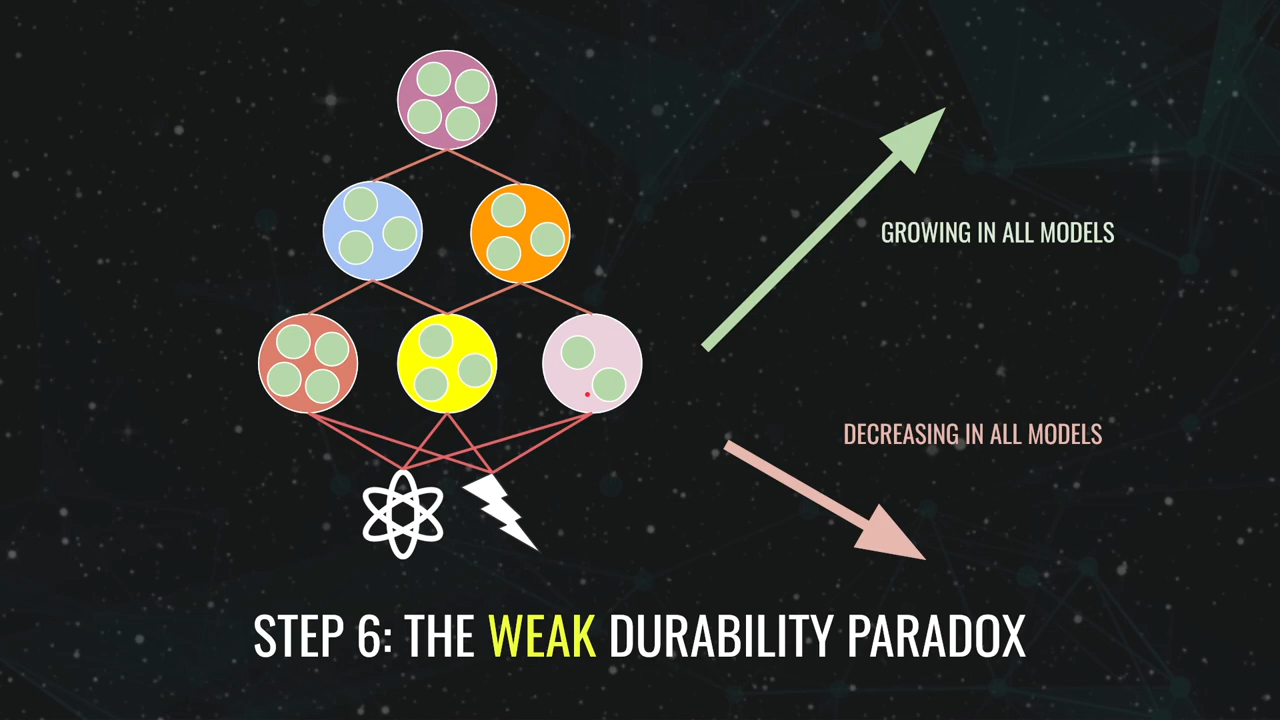 GROWING IN ALL MODELS
DECREASING IN ALL MODELS
STEP 6: THE WEAK DURABILITY PARADOX